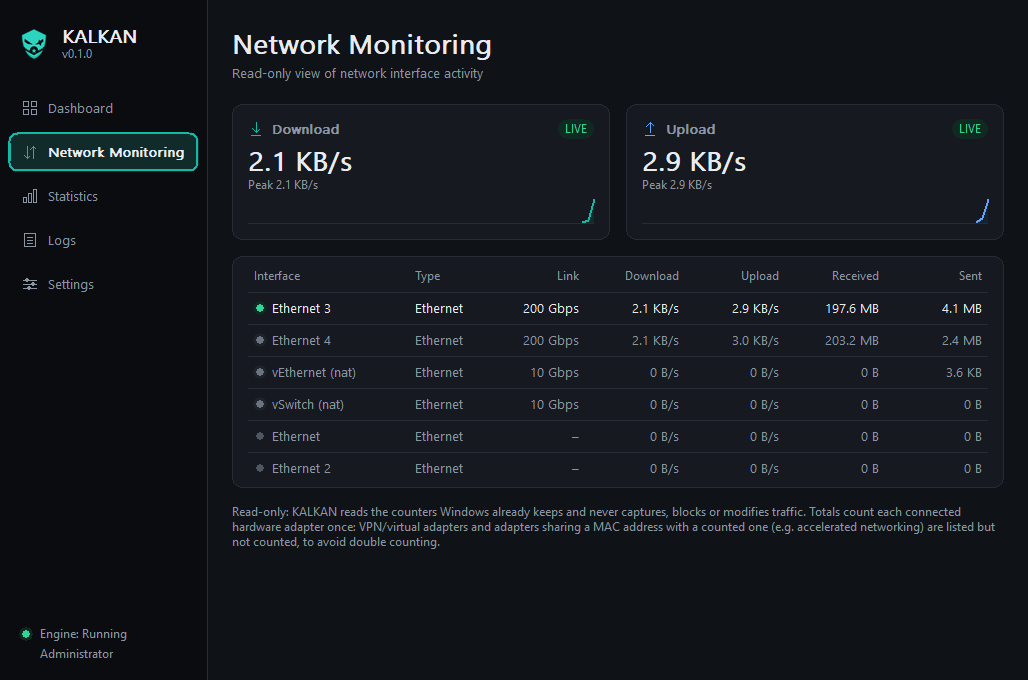 KALKAN
v0.1.0
Dashboard
Network Monitoring
Statistics
Logs
Settings
Engine: Running
Administrator
Network Monitoring
Read-only view of network interface activity
Download LIVE
2.1 KB/s
Peak 2.1 KB/s
Upload LIVE
2.9 KB/s
Peak 2.9 KB/s
Interface Type Link Download Upload Received Sent
Ethernet 3 Ethernet 200 Gbps 2.1 KB/s 2.9 KB/s 197.6 MB 4.1 MB
Ethernet 4 Ethernet 200 Gbps 2.1 KB/s 3.0 KB/s 203.2 MB 2.4 MB
vEthernet (nat) Ethernet 10 Gbps 0 B/s 0 B/s 0 B 3.6 KB
vSwitch (nat) Ethernet 10 Gbps 0 B/s 0 B/s 0 B 0 B
Ethernet Ethernet – 0 B/s 0 B/s 0 B 0 B
Ethernet 2 Ethernet – 0 B/s 0 B/s 0 B 0 B
Read-only: KALKAN reads the counters Windows already keeps and never captures, blocks or modifies traffic. Totals count each connected
hardware adapter once: VPN/virtual adapters and adapters sharing a MAC address with a counted one (e.g. accelerated networking) are listed but
not counted, to avoid double counting.